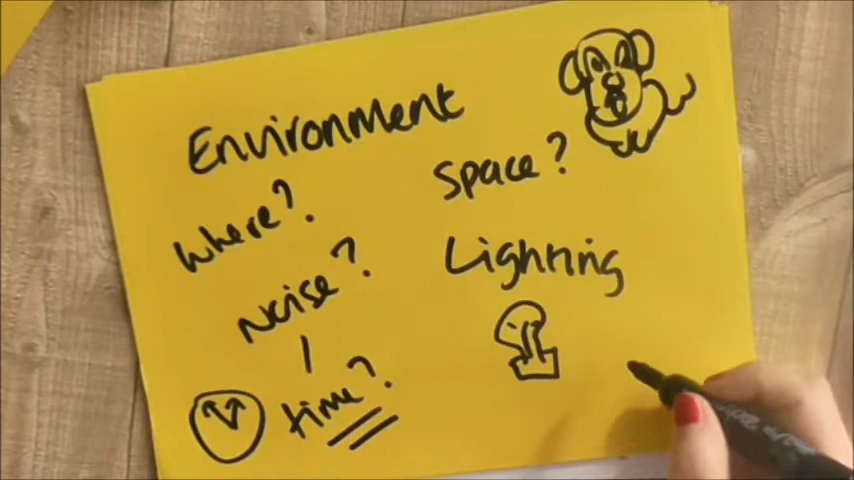 Environment
Where?
Space?
Noise?
Lighting
time?